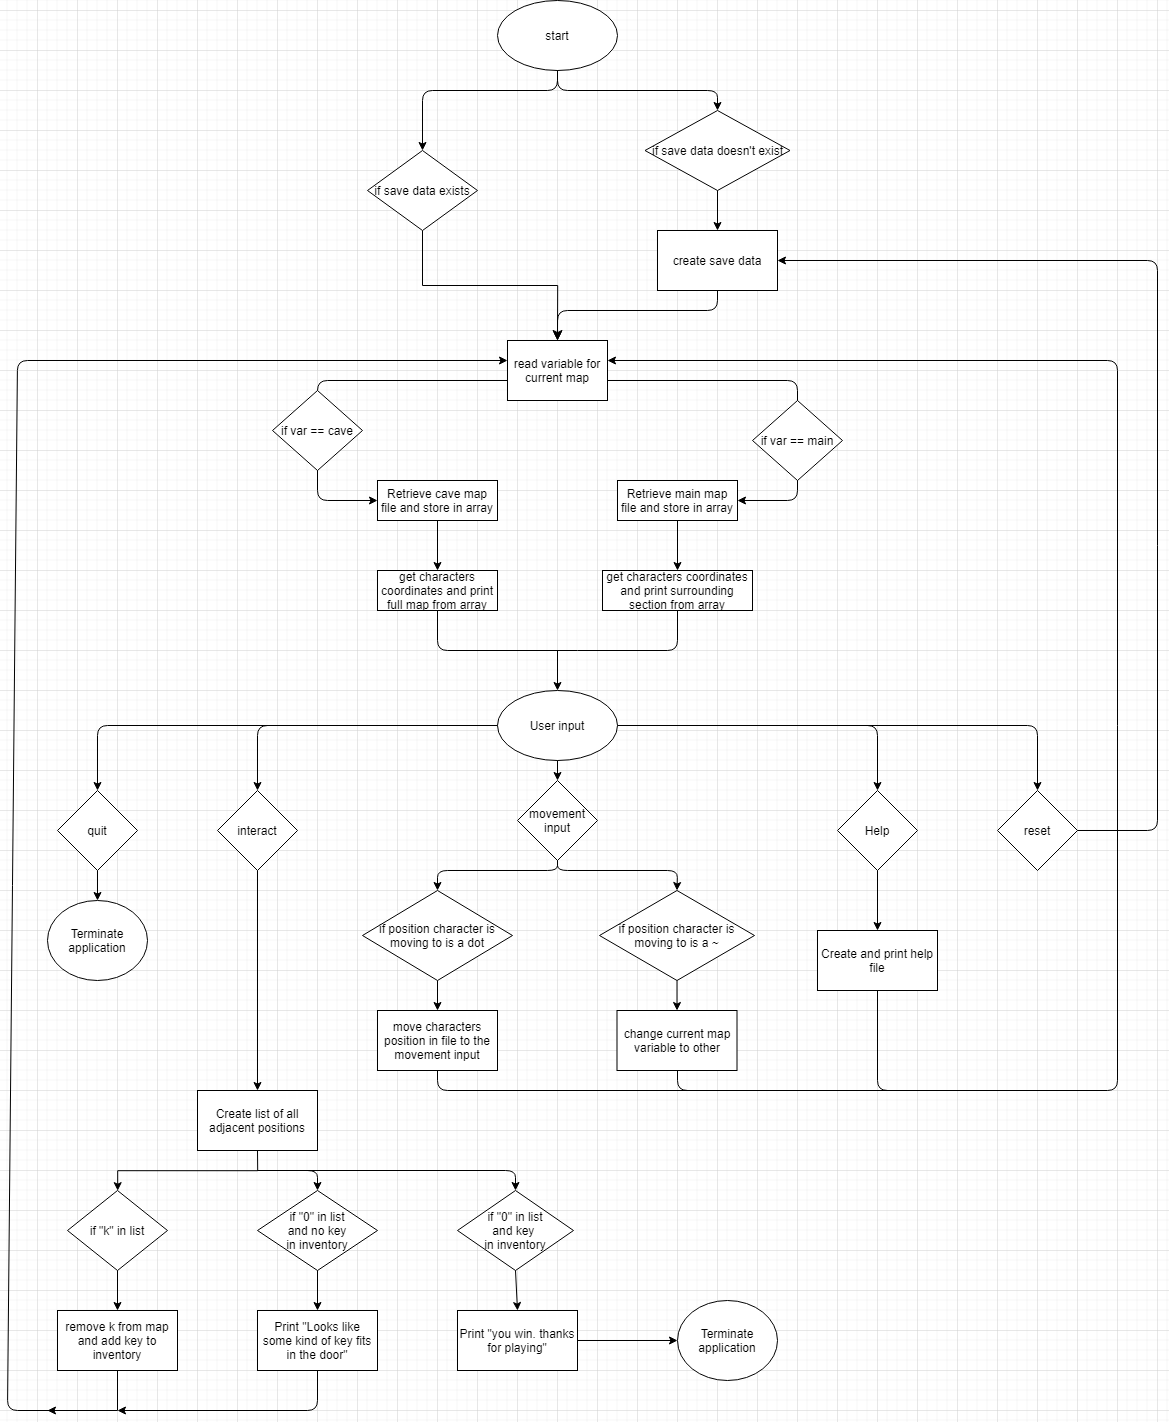 start
if save data doesn't exist
if save data exists
create save data
read variable for
current map
if var == cave
if var == main
Retrieve cave map
file and store in array
Retrieve main map
file and store in array
get characters
coordinates and print
full map from array
get characters coordinates
and print surrounding
section from array
User input
quit
interact
movement
input
Help
reset
Terminate
application
if position character is
moving to is a dot
if position character is
moving to is a ~
Create and print help
file
move characters
position in file to the
movement input
change current map
variable to other
Create list of all
adjacent positions
if "k" in list
if "0" in list
and no key
in inventory
if "0" in list
and key
in inventory
remove k from map
and add key to
inventory
Print "Looks like
some kind of key fits
in the door"
Print "you win. thanks
for playing"
Terminate
application